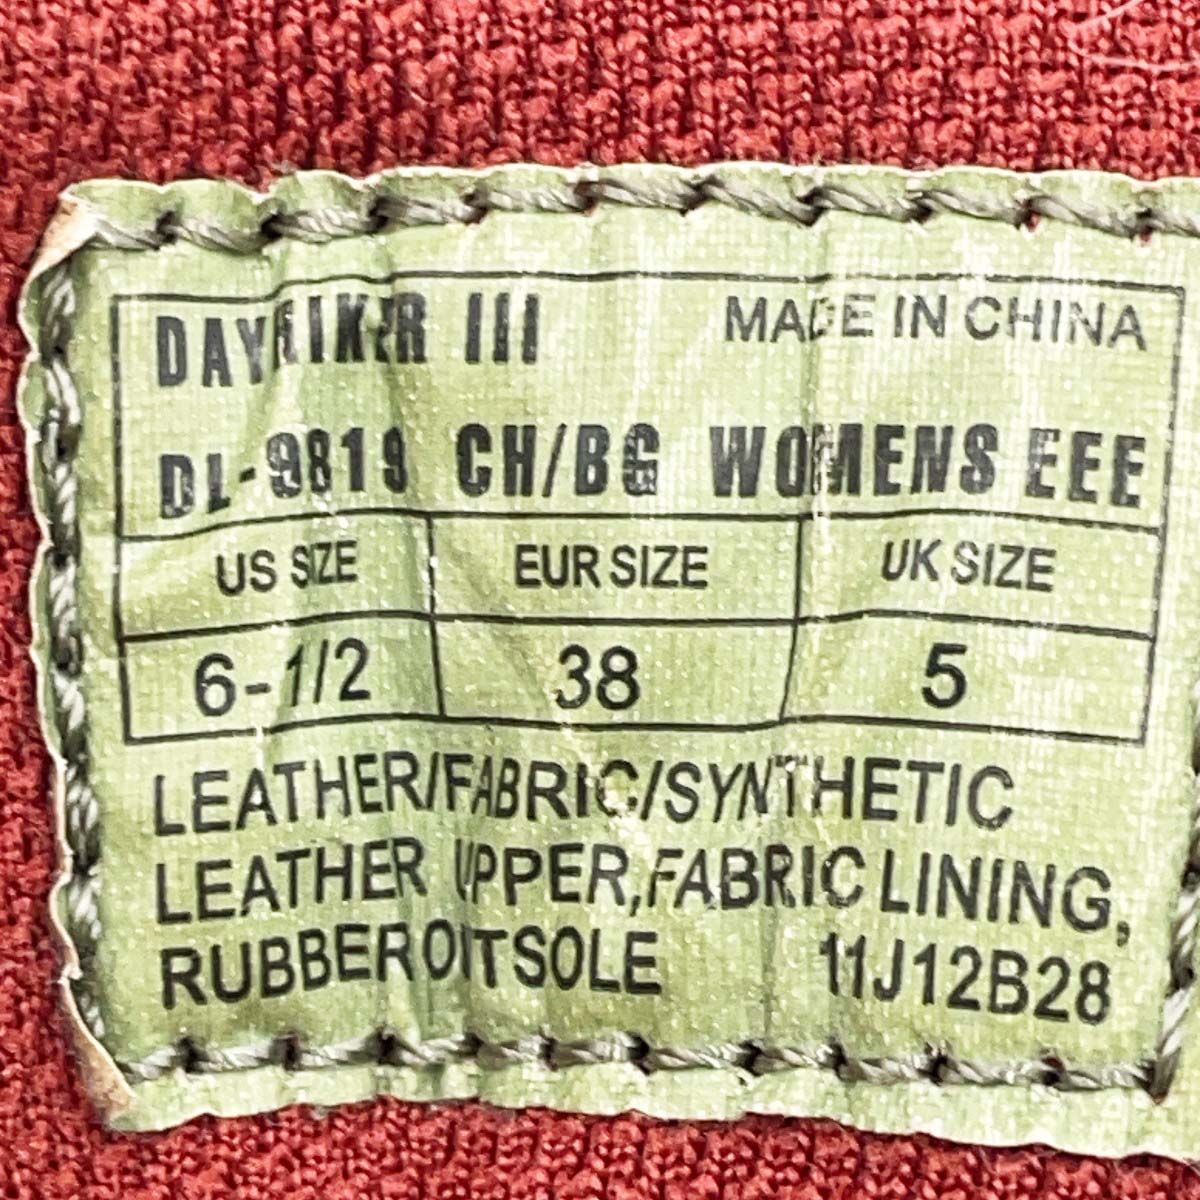 DAYHIKER III MADE IN CHINA
DL-9819 CH/BG WOMENS EEE
US SIZE EUR SIZE UK SIZE
6-1/2 38 5
LEATHER/FABRIC/SYNTHETIC
LEATHER UPPER,FABRIC LINING,
RUBBER OUTSOLE 11J12B28